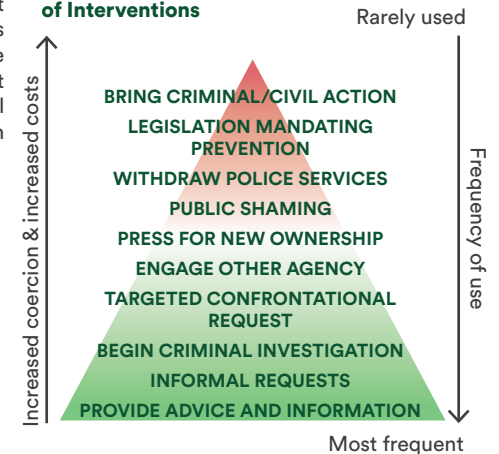 of Interventions
Rarely used
BRING CRIMINAL/CIVIL ACTION
LEGISLATION MANDATING
PREVENTION
WITHDRAW POLICE SERVICES
PUBLIC SHAMING
PRESS FOR NEW OWNERSHIP
ENGAGE OTHER AGENCY
TARGETED CONFRONTATIONAL
REQUEST
BEGIN CRIMINAL INVESTIGATION
INFORMAL REQUESTS
PROVIDE ADVICE AND INFORMATION
Increased coercion & increased costs
Frequency of use
Most frequent